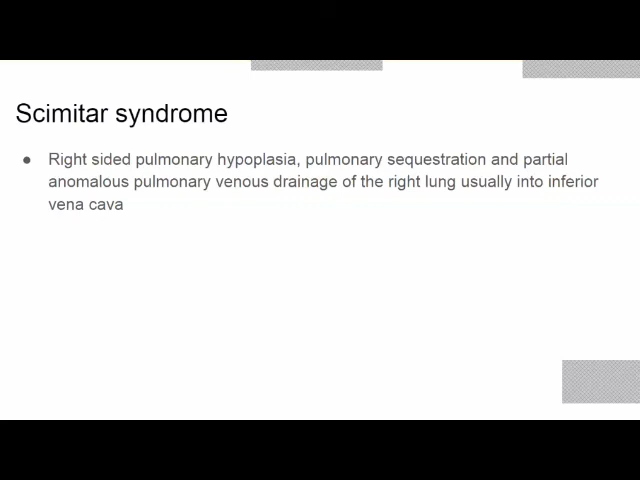 Scimitar syndrome
● Right sided pulmonary hypoplasia, pulmonary sequestration and partial
anomalous pulmonary venous drainage of the right lung usually into inferior
vena cava